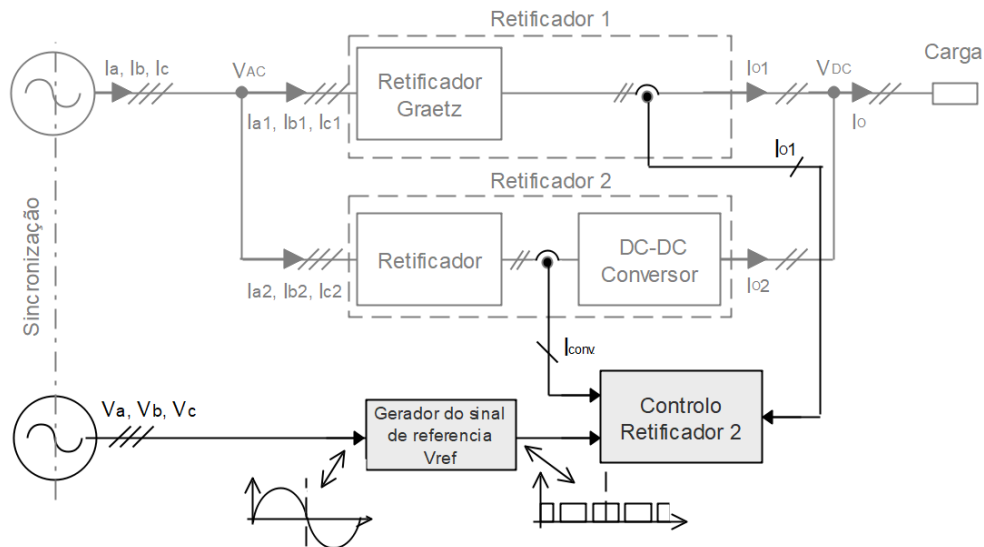 Retificador 1
Carga
Ia, Ib, Ic
VAC
Retificador
Graetz
IO1
VDC
Ia1, Ib1, Ic1
IO
IO1
Retificador 2
Sincronização
Retificador
DC-DC
Conversor
Ia2, Ib2, Ic2
IO2
Iconv.
Va, Vb, Vc
Gerador do sinal
de referencia
Vref
Controlo
Retificador 2